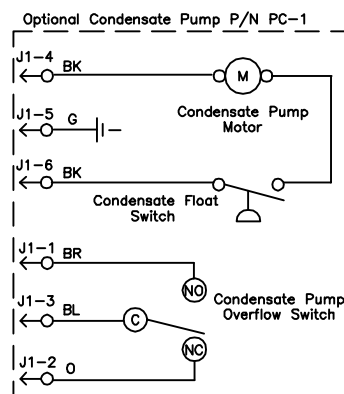 Optional Condensate Pump P/N PC-1
J1-4 BK M
Condensate Pump
Motor
J1-5 G
J1-6 BK
Condensate Float
Switch
J1-1 BR
NO
Condensate Pump
Overflow Switch
J1-3 BL C
NC
J1-2 O